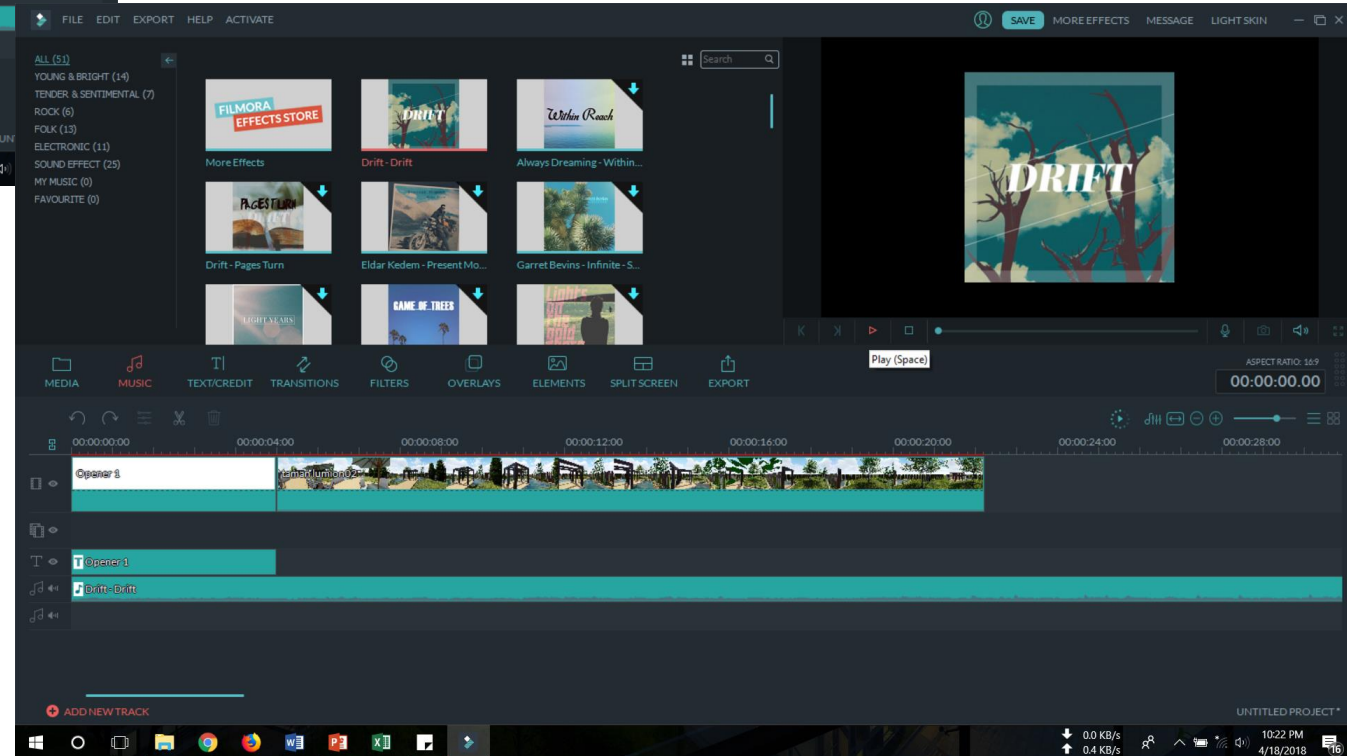 FILE EDIT EXPORT HELP ACTIVATE
SAVE MORE EFFECTS MESSAGE LIGHT SKIN
ALL (51)
YOUNG & BRIGHT (14)
TENDER & SENTIMENTAL (7)
ROCK (6)
FOLK (13)
ELECTRONIC (11)
SOUND EFFECT (25)
MY MUSIC (0)
FAVOURITE (0)
Search
FILMORA
EFFECTS STORE
DRIFT
Within Reach
More Effects
Drift - Drift
Always Dreaming - Within...
PAGES TURN
DRIFT
Drift - Pages Turn
Eldar Kedem - Present Mo...
Garret Bevins - Infinite - S...
LIGHT YEARS
GAME OF TREES
Lights
DRIFT
Play (Space)
MEDIA MUSIC TEXT/CREDIT TRANSITIONS FILTERS OVERLAYS ELEMENTS SPLIT SCREEN EXPORT
ASPECT RATIO: 16:9
00:00:00.00
00:00:00:00 00:00:04:00 00:00:08:00 00:00:12:00 00:00:16:00 00:00:20:00 00:00:24:00 00:00:28:00
Opener 1
taman lumion02
T Opener 1
Drift - Drift
ADD NEW TRACK
UNTITLED PROJECT*
0.0 KB/s
0.4 KB/s
10:22 PM
4/18/2018
16